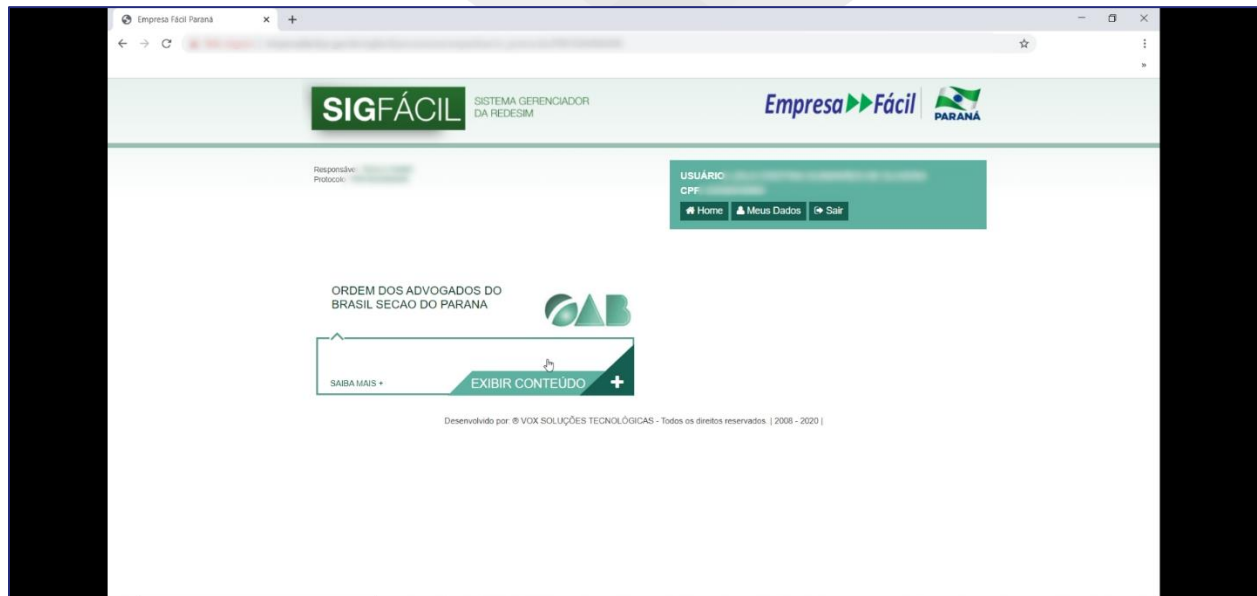 Empresa Fácil Paraná
SIGFÁCIL
SISTEMA GERENCIADOR
DA REDESIM
Empresa Fácil
PARANÁ
Responsável
Protocolo
USUÁRIO
CPF
Home Meus Dados Sair
ORDEM DOS ADVOGADOS DO
BRASIL SECAO DO PARANA
OAB
SAIBA MAIS +
EXIBIR CONTEÚDO +
Desenvolvido por: ® VOX SOLUÇÕES TECNOLÓGICAS - Todos os direitos reservados. | 2008 - 2020 |